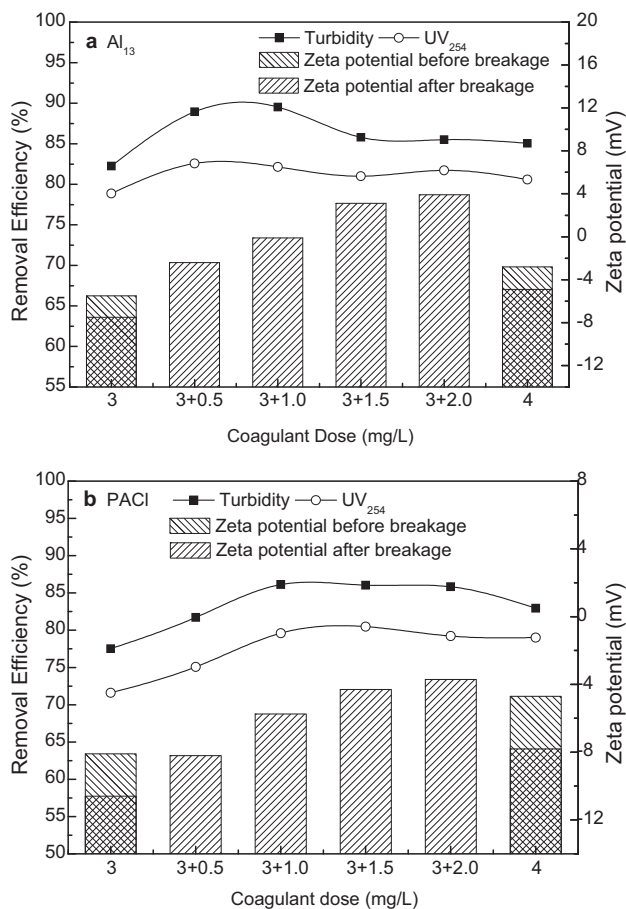 a Al13
Turbidity UV254
Zeta potential before breakage
Zeta potential after breakage
Removal Efficiency (%)
100
95
90
85
80
75
70
65
60
55
20
16
12
8
4
0
-4
-8
-12
Zeta potential (mV)
3 3+0.5 3+1.0 3+1.5 3+2.0 4
Coagulant Dose (mg/L)
b PACl
Turbidity UV254
Zeta potential before breakage
Zeta potential after breakage
Removal Efficiency (%)
100
95
90
85
80
75
70
65
60
55
50
8
4
0
-4
-8
-12
Zeta potential (mV)
3 3+0.5 3+1.0 3+1.5 3+2.0 4
Coagulant dose (mg/L)